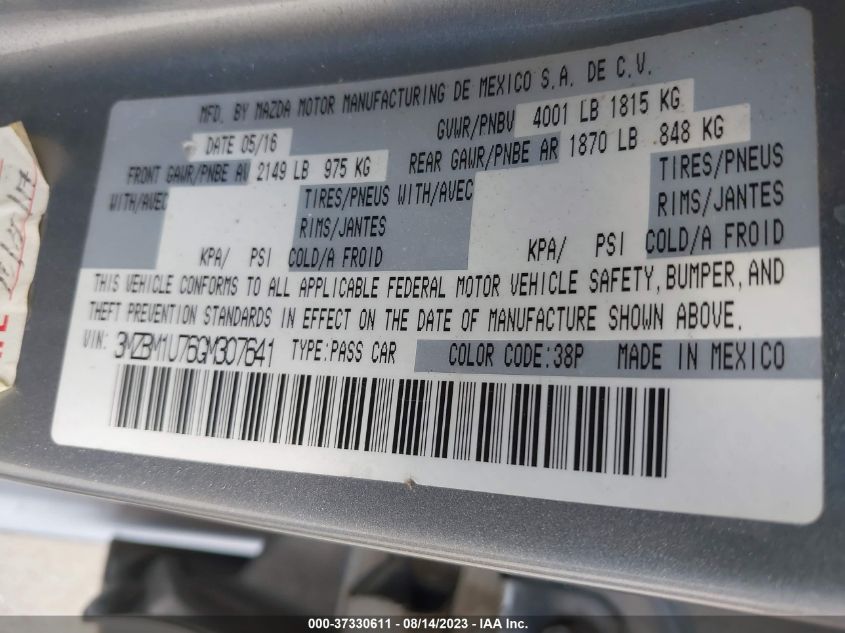 MFD. BY MAZDA MOTOR MANUFACTURING DE MEXICO S.A. DE C.V.
DATE 05/16 GVWR/PNBV 4001 LB 1815 KG
FRONT GAWR/PNBE AV 2149 LB 975 KG REAR GAWR/PNBE AR 1870 LB 848 KG
WITH/AVEC TIRES/PNEUS WITH/AVEC TIRES/PNEUS
RIMS/JANTES RIMS/JANTES
KPA/ PSI COLD/A FROID KPA/ PSI COLD/A FROID
THIS VEHICLE CONFORMS TO ALL APPLICABLE FEDERAL MOTOR VEHICLE SAFETY, BUMPER, AND
THEFT PREVENTION STANDARDS IN EFFECT ON THE DATE OF MANUFACTURE SHOWN ABOVE.
VIN: 3MZBM1U76GM307641 TYPE:PASS CAR COLOR CODE:38P MADE IN MEXICO
000-37330611 - 08/14/2023 - IAA Inc.